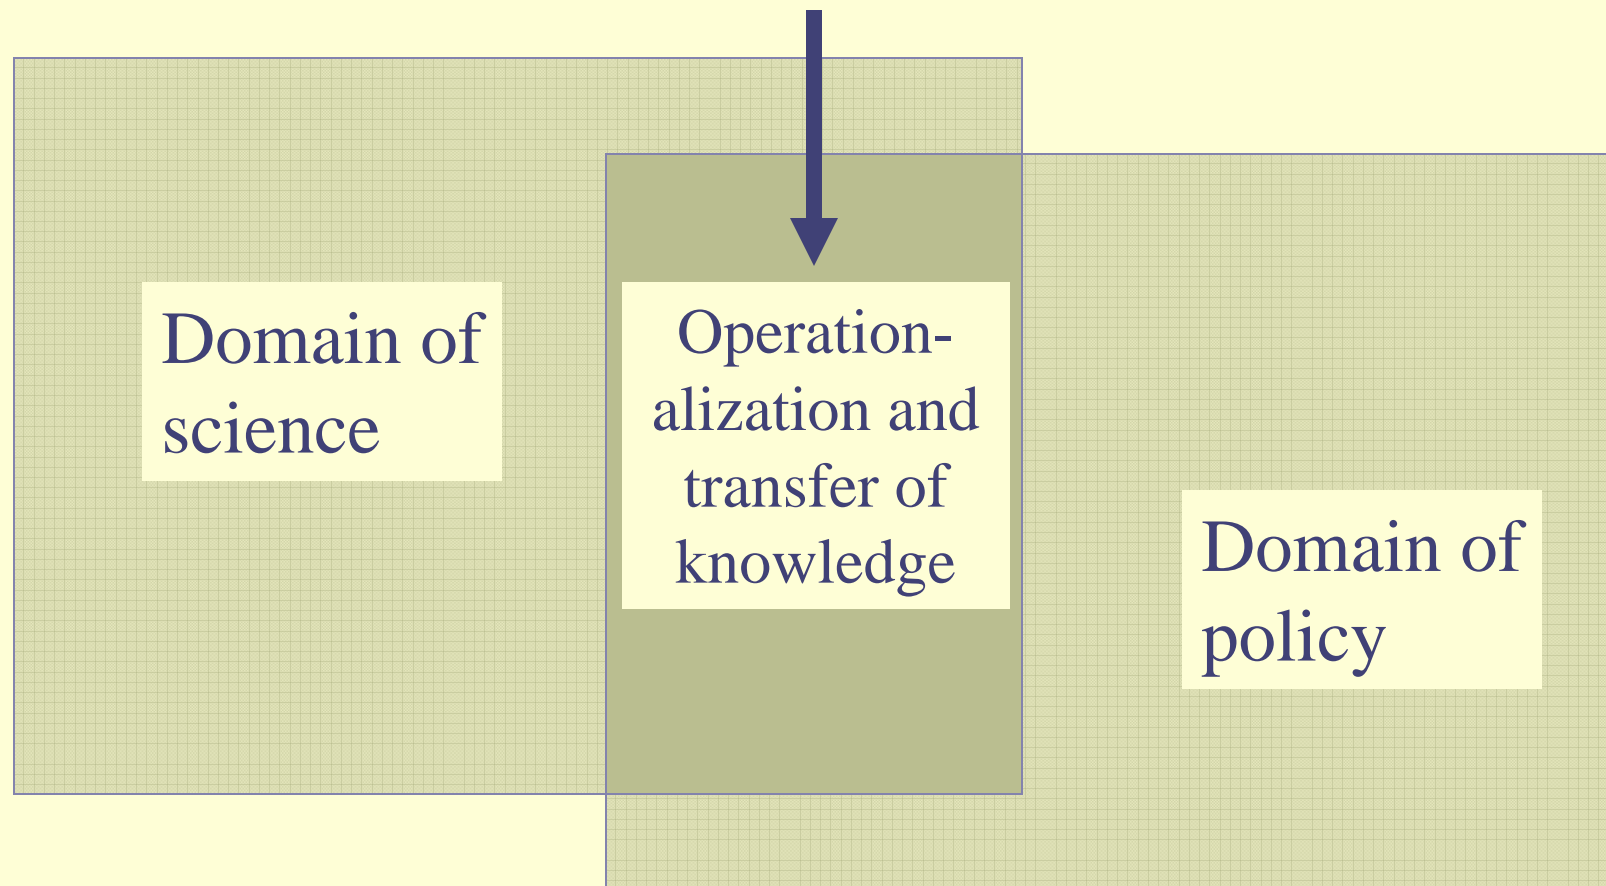 Domain of
science
Operation-
alization and
transfer of
knowledge
Domain of
policy